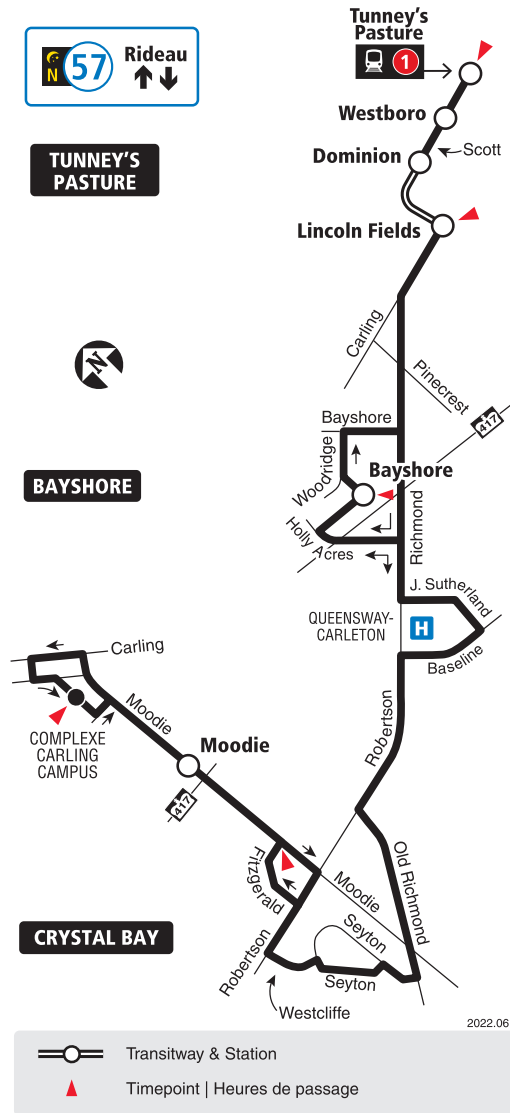 Tunney's
Pasture
1
N
57
Rideau
Westboro
Dominion
Scott
TUNNEY'S
PASTURE
Lincoln Fields
Carling
Pinecrest
N
417
Bayshore
Woodridge
Bayshore
BAYSHORE
Holly Acres
Richmond
J. Sutherland
QUEENSWAY-
CARLETON
H
Baseline
Carling
Moodie
COMPLEXE
CARLING
CAMPUS
Moodie
417
Robertson
Fitzgerald
Moodie
Old Richmond
Seyton
CRYSTAL BAY
Robertson
Seyton
Westcliffe
2022.06
Transitway & Station
Timepoint | Heures de passage